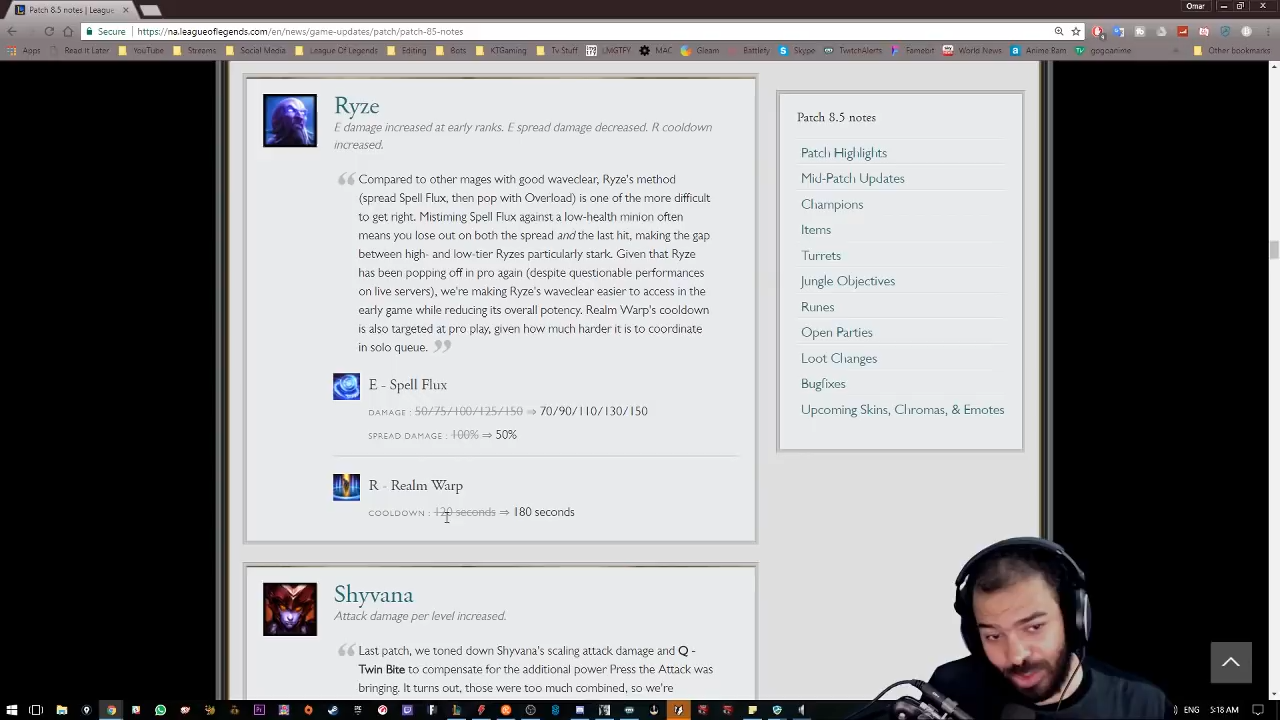 Patch 8.5 notes | League
Omar
Secure
https://na.leagueoflegends.com/en/news/game-updates/patch/patch-85-notes
Apps Read It Later YouTube Streams Social Media League Of Legends Editing Bots KTGaming Tv Stuff LMGTFY MAC Gleam Battlefy Skype TwitchAlerts Famebit World News Anime Bam gogoanime Other bookmarks
Ryze
E damage increased at early ranks. E spread damage decreased. R cooldown
increased.
Compared to other mages with good waveclear, Ryze's method
(spread Spell Flux, then pop with Overload) is one of the more difficult
to get right. Mistiming Spell Flux against a low-health minion often
means you lose out on both the spread and the last hit, making the gap
between high- and low-tier Ryzes particularly stark. Given that Ryze
has been popping off in pro again (despite questionable performances
on live servers), we're making Ryze's waveclear easier to access in the
early game while reducing its overall potency. Realm Warp's cooldown
is also targeted at pro play, given how much harder it is to coordinate
in solo queue.
E - Spell Flux
DAMAGE : 50/75/100/125/150 ⇒ 70/90/110/130/150
SPREAD DAMAGE : 100% ⇒ 50%
R - Realm Warp
COOLDOWN : 120 seconds ⇒ 180 seconds
Shyvana
Attack damage per level increased.
Last patch, we toned down Shyvana's scaling attack damage and Q -
Twin Bite to compensate for the additional power Press the Attack was
bringing. It turns out, those were too much combined, so we're
Patch 8.5 notes
Patch Highlights
Mid-Patch Updates
Champions
Items
Turrets
Jungle Objectives
Runes
Open Parties
Loot Changes
Bugfixes
Upcoming Skins, Chromas, & Emotes
ENG 5:18 AM